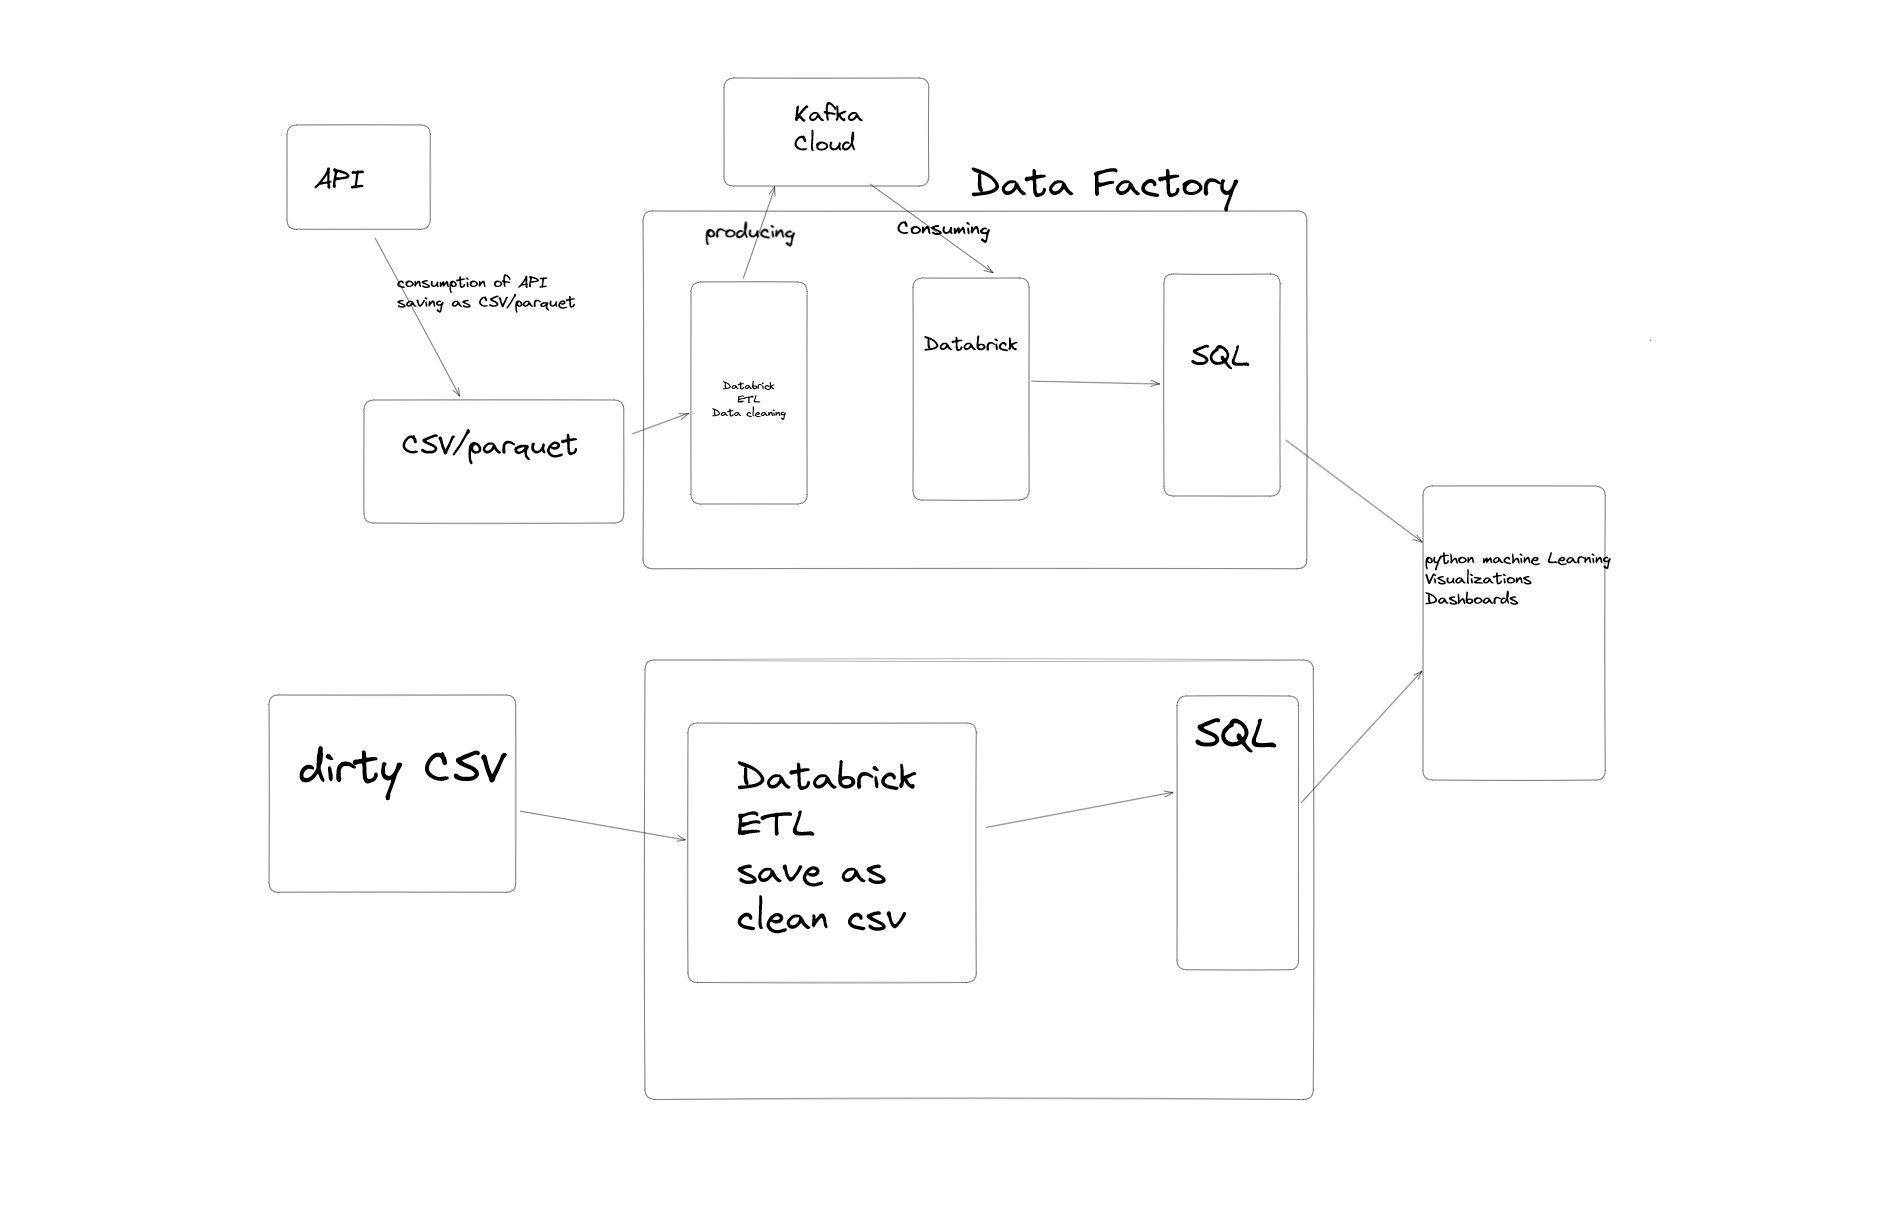 Kafka
Cloud
API
Data Factory
producing
Consuming
consumption of API
saving as CSV/parquet
Databrick
SQL
Databrick
ETL
Data cleaning
CSV/parquet
python machine Learning
Visualizations
Dashboards
dirty CSV
Databrick
ETL
save as
clean csv
SQL